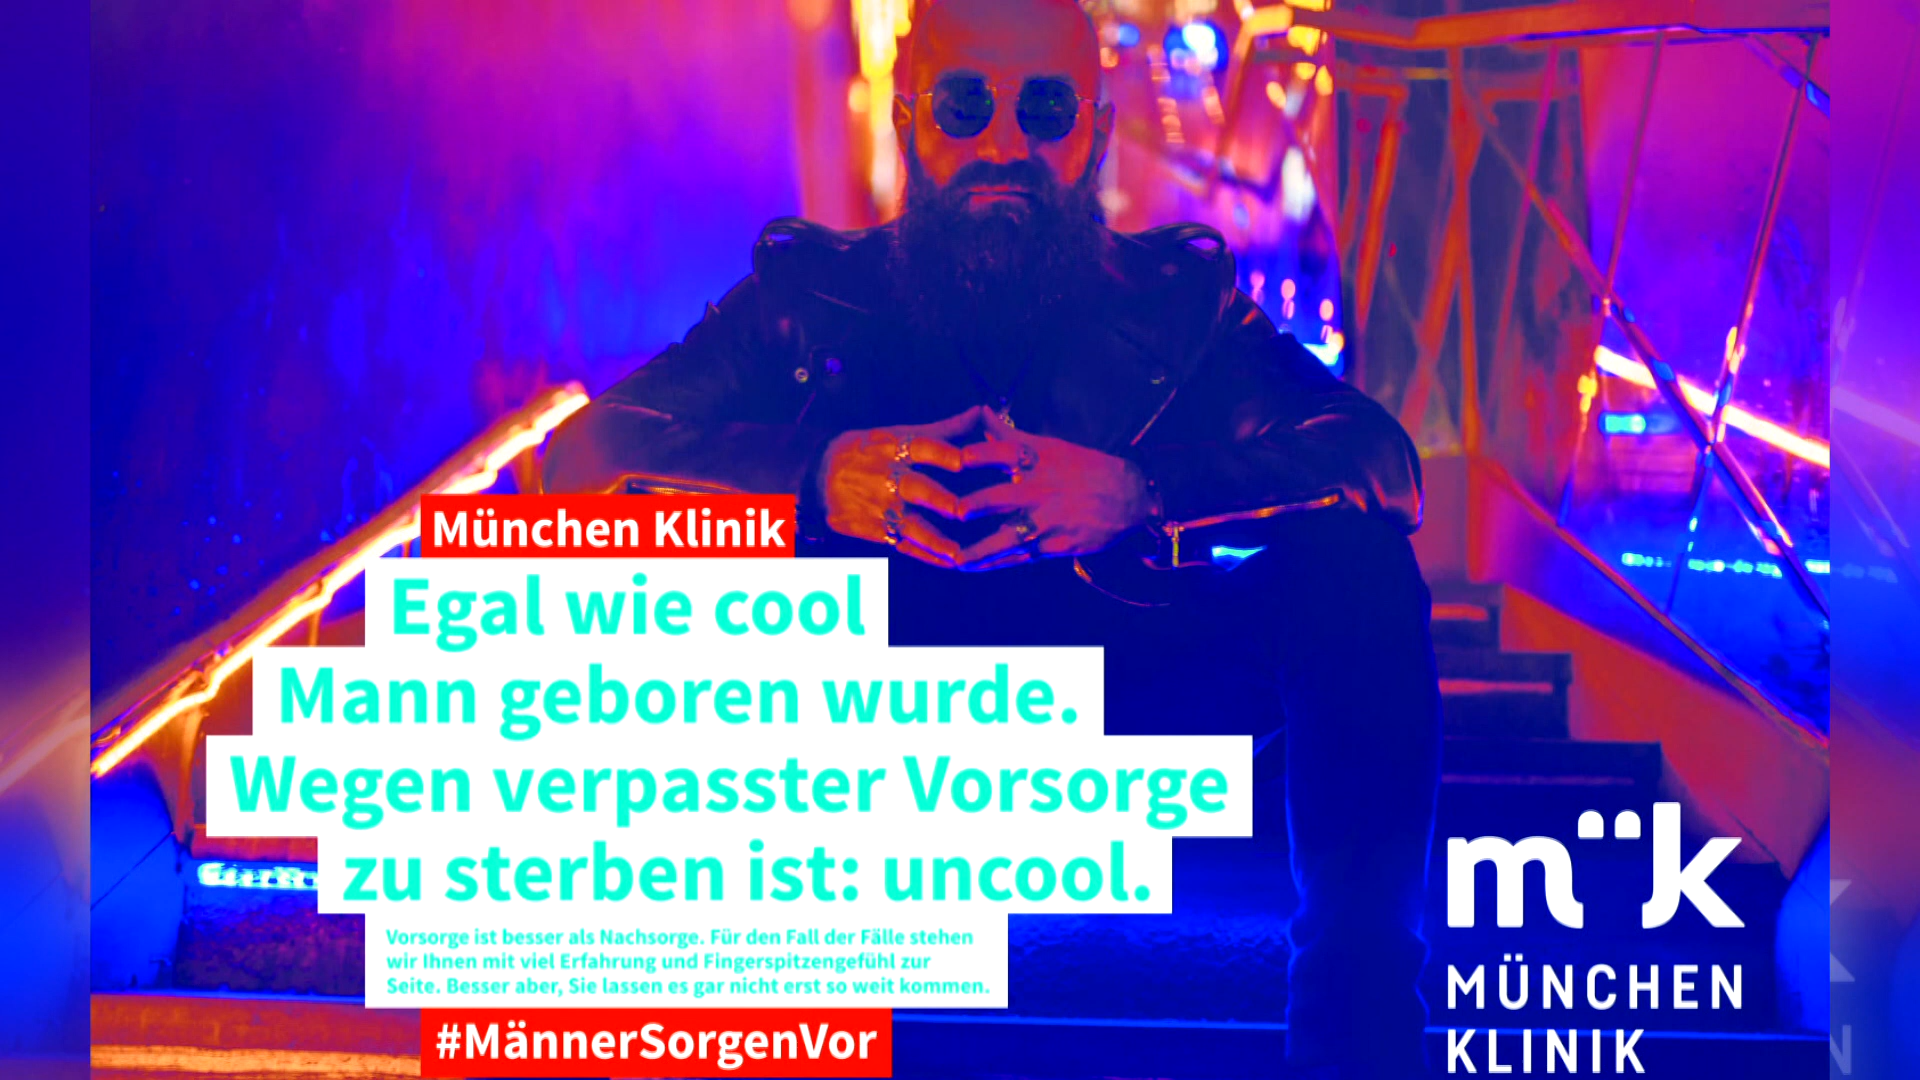 München Klinik
Egal wie cool
Mann geboren wurde.
Wegen verpasster Vorsorge
zu sterben ist: uncool.
Vorsorge ist besser als Nachsorge. Für den Fall der Fälle stehen
wir Ihnen mit viel Erfahrung und Fingerspitzengefühl zur
Seite. Besser aber, Sie lassen es gar nicht erst so weit kommen.
#MännerSorgenVor
mük
MÜNCHEN
KLINIK